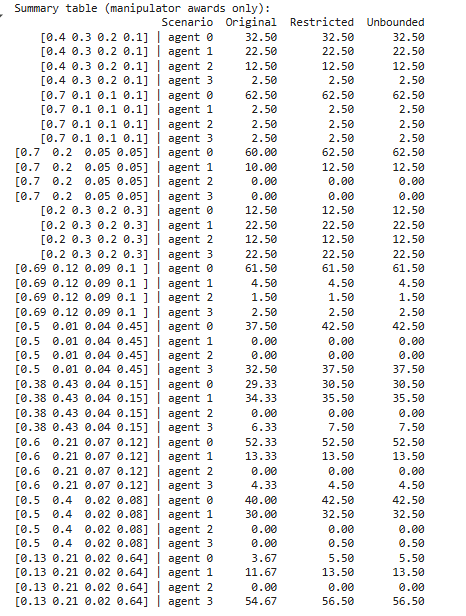 Summary table (manipulator awards only):
Scenario Original Restricted Unbounded
[0.4 0.3 0.2 0.1] | agent 0 32.50 32.50 32.50
[0.4 0.3 0.2 0.1] | agent 1 22.50 22.50 22.50
[0.4 0.3 0.2 0.1] | agent 2 12.50 12.50 12.50
[0.4 0.3 0.2 0.1] | agent 3 2.50 2.50 2.50
[0.7 0.1 0.1 0.1] | agent 0 62.50 62.50 62.50
[0.7 0.1 0.1 0.1] | agent 1 2.50 2.50 2.50
[0.7 0.1 0.1 0.1] | agent 2 2.50 2.50 2.50
[0.7 0.1 0.1 0.1] | agent 3 2.50 2.50 2.50
[0.7  0.2  0.05 0.05] | agent 0 60.00 62.50 62.50
[0.7  0.2  0.05 0.05] | agent 1 10.00 12.50 12.50
[0.7  0.2  0.05 0.05] | agent 2 0.00 0.00 0.00
[0.7  0.2  0.05 0.05] | agent 3 0.00 0.00 0.00
[0.2 0.3 0.2 0.3] | agent 0 12.50 12.50 12.50
[0.2 0.3 0.2 0.3] | agent 1 22.50 22.50 22.50
[0.2 0.3 0.2 0.3] | agent 2 12.50 12.50 12.50
[0.2 0.3 0.2 0.3] | agent 3 22.50 22.50 22.50
[0.69 0.12 0.09 0.1 ] | agent 0 61.50 61.50 61.50
[0.69 0.12 0.09 0.1 ] | agent 1 4.50 4.50 4.50
[0.69 0.12 0.09 0.1 ] | agent 2 1.50 1.50 1.50
[0.69 0.12 0.09 0.1 ] | agent 3 2.50 2.50 2.50
[0.5  0.01 0.04 0.45] | agent 0 37.50 42.50 42.50
[0.5  0.01 0.04 0.45] | agent 1 0.00 0.00 0.00
[0.5  0.01 0.04 0.45] | agent 2 0.00 0.00 0.00
[0.5  0.01 0.04 0.45] | agent 3 32.50 37.50 37.50
[0.38 0.43 0.04 0.15] | agent 0 29.33 30.50 30.50
[0.38 0.43 0.04 0.15] | agent 1 34.33 35.50 35.50
[0.38 0.43 0.04 0.15] | agent 2 0.00 0.00 0.00
[0.38 0.43 0.04 0.15] | agent 3 6.33 7.50 7.50
[0.6  0.21 0.07 0.12] | agent 0 52.33 52.50 52.50
[0.6  0.21 0.07 0.12] | agent 1 13.33 13.50 13.50
[0.6  0.21 0.07 0.12] | agent 2 0.00 0.00 0.00
[0.6  0.21 0.07 0.12] | agent 3 4.33 4.50 4.50
[0.5  0.4  0.02 0.08] | agent 0 40.00 42.50 42.50
[0.5  0.4  0.02 0.08] | agent 1 30.00 32.50 32.50
[0.5  0.4  0.02 0.08] | agent 2 0.00 0.00 0.00
[0.5  0.4  0.02 0.08] | agent 3 0.00 0.50 0.50
[0.13 0.21 0.02 0.64] | agent 0 3.67 5.50 5.50
[0.13 0.21 0.02 0.64] | agent 1 11.67 13.50 13.50
[0.13 0.21 0.02 0.64] | agent 2 0.00 0.00 0.00
[0.13 0.21 0.02 0.64] | agent 3 54.67 56.50 56.50